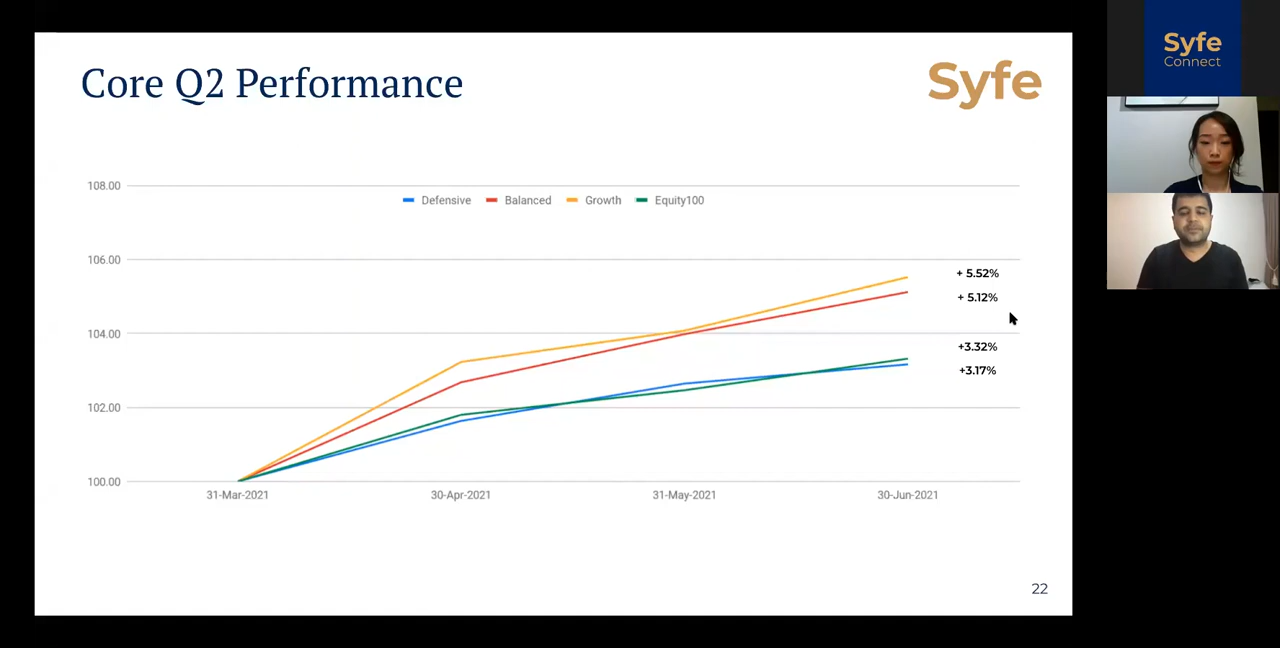 Core Q2 Performance
Syfe
Syfe
Connect
108.00
Defensive Balanced Growth Equity100
106.00
+ 5.52%
+ 5.12%
104.00
+3.32%
+3.17%
102.00
100.00
31-Mar-2021 30-Apr-2021 31-May-2021 30-Jun-2021
22